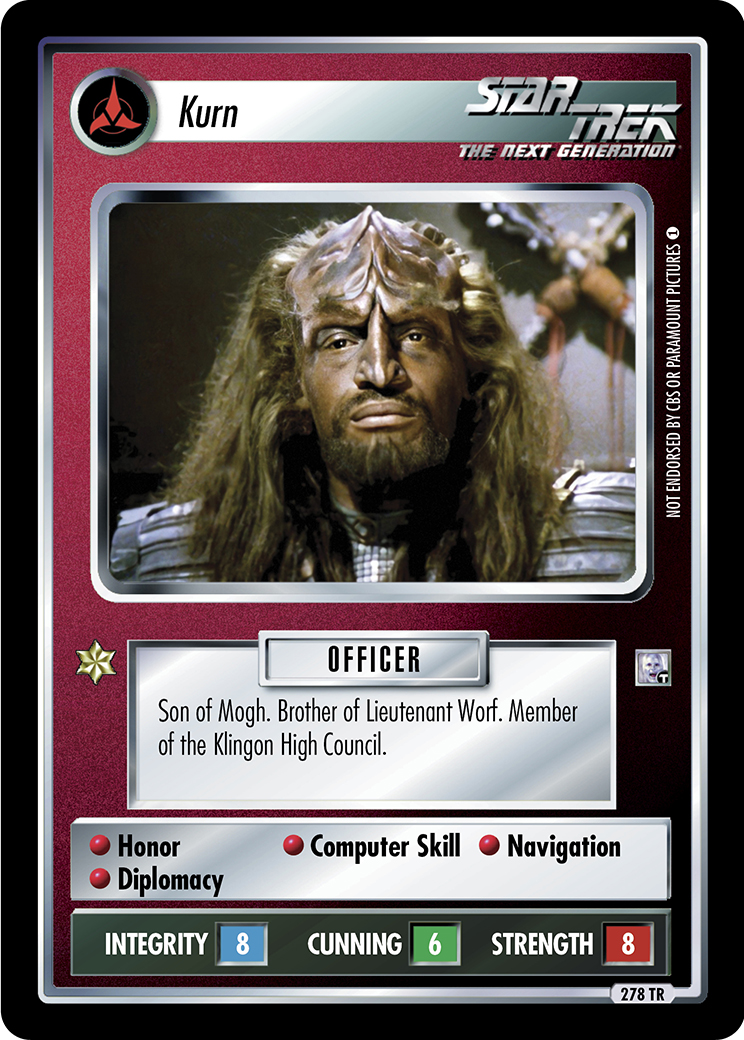 Kurn
STAR TREK
THE NEXT GENERATION
NOT ENDORSED BY CBS OR PARAMOUNT PICTURES 1
OFFICER
Son of Mogh. Brother of Lieutenant Worf. Member
of the Klingon High Council.
T
Honor Computer Skill Navigation
Diplomacy
INTEGRITY 8 CUNNING 6 STRENGTH 8
278 TR